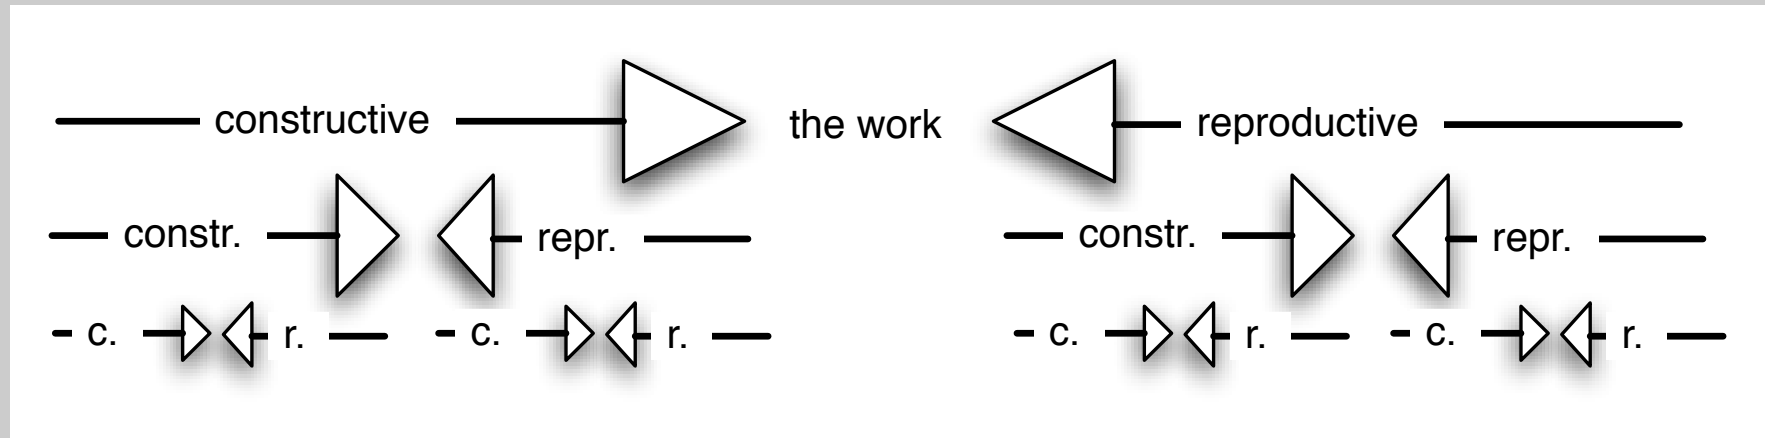 constructive the work reproductive
constr. repr. constr. repr.
c. r. c. r. c. r. c. r.